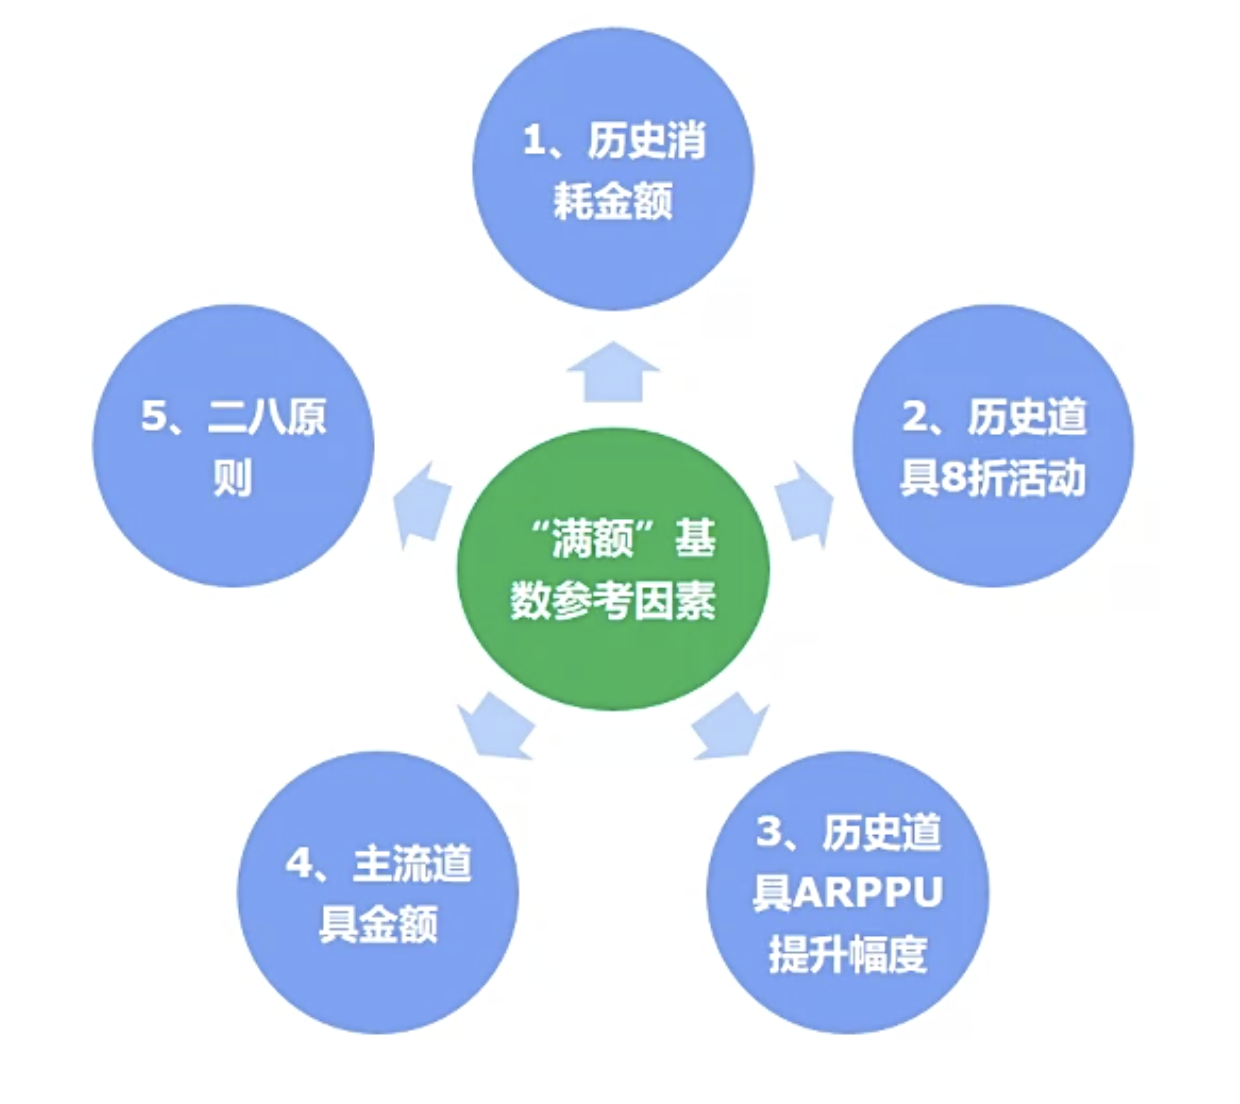 1、历史消
耗金额
2、历史道
具8折活动
3、历史道
具ARPPU
提升幅度
4、主流道
具金额
5、二八原
则
“满额”基
数参考因素